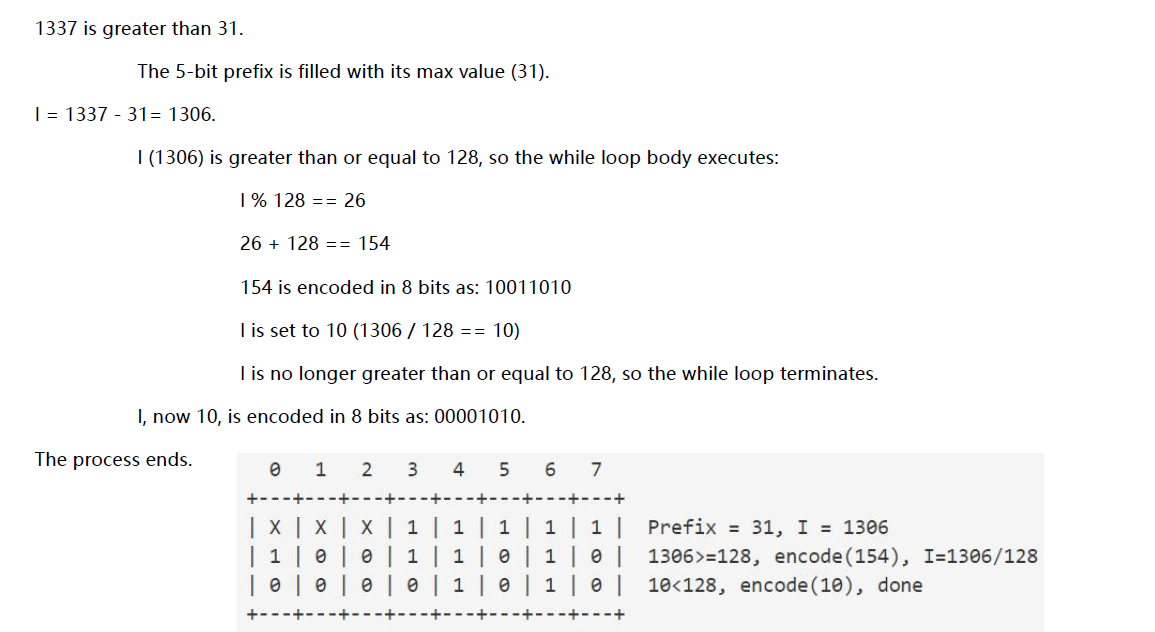 1337 is greater than 31.
The 5-bit prefix is filled with its max value (31).
I = 1337 - 31= 1306.
I (1306) is greater than or equal to 128, so the while loop body executes:
I % 128 == 26
26 + 128 == 154
154 is encoded in 8 bits as: 10011010
I is set to 10 (1306 / 128 == 10)
I is no longer greater than or equal to 128, so the while loop terminates.
I, now 10, is encoded in 8 bits as: 00001010.
The process ends.
  0   1   2   3   4   5   6   7
+---+---+---+---+---+---+---+---+
| X | X | X | 1 | 1 | 1 | 1 | 1 |  Prefix = 31, I = 1306
| 1 | 0 | 0 | 1 | 1 | 0 | 1 | 0 |  1306>=128, encode(154), I=1306/128
| 0 | 0 | 0 | 0 | 1 | 0 | 1 | 0 |  10<128, encode(10), done
+---+---+---+---+---+---+---+---+